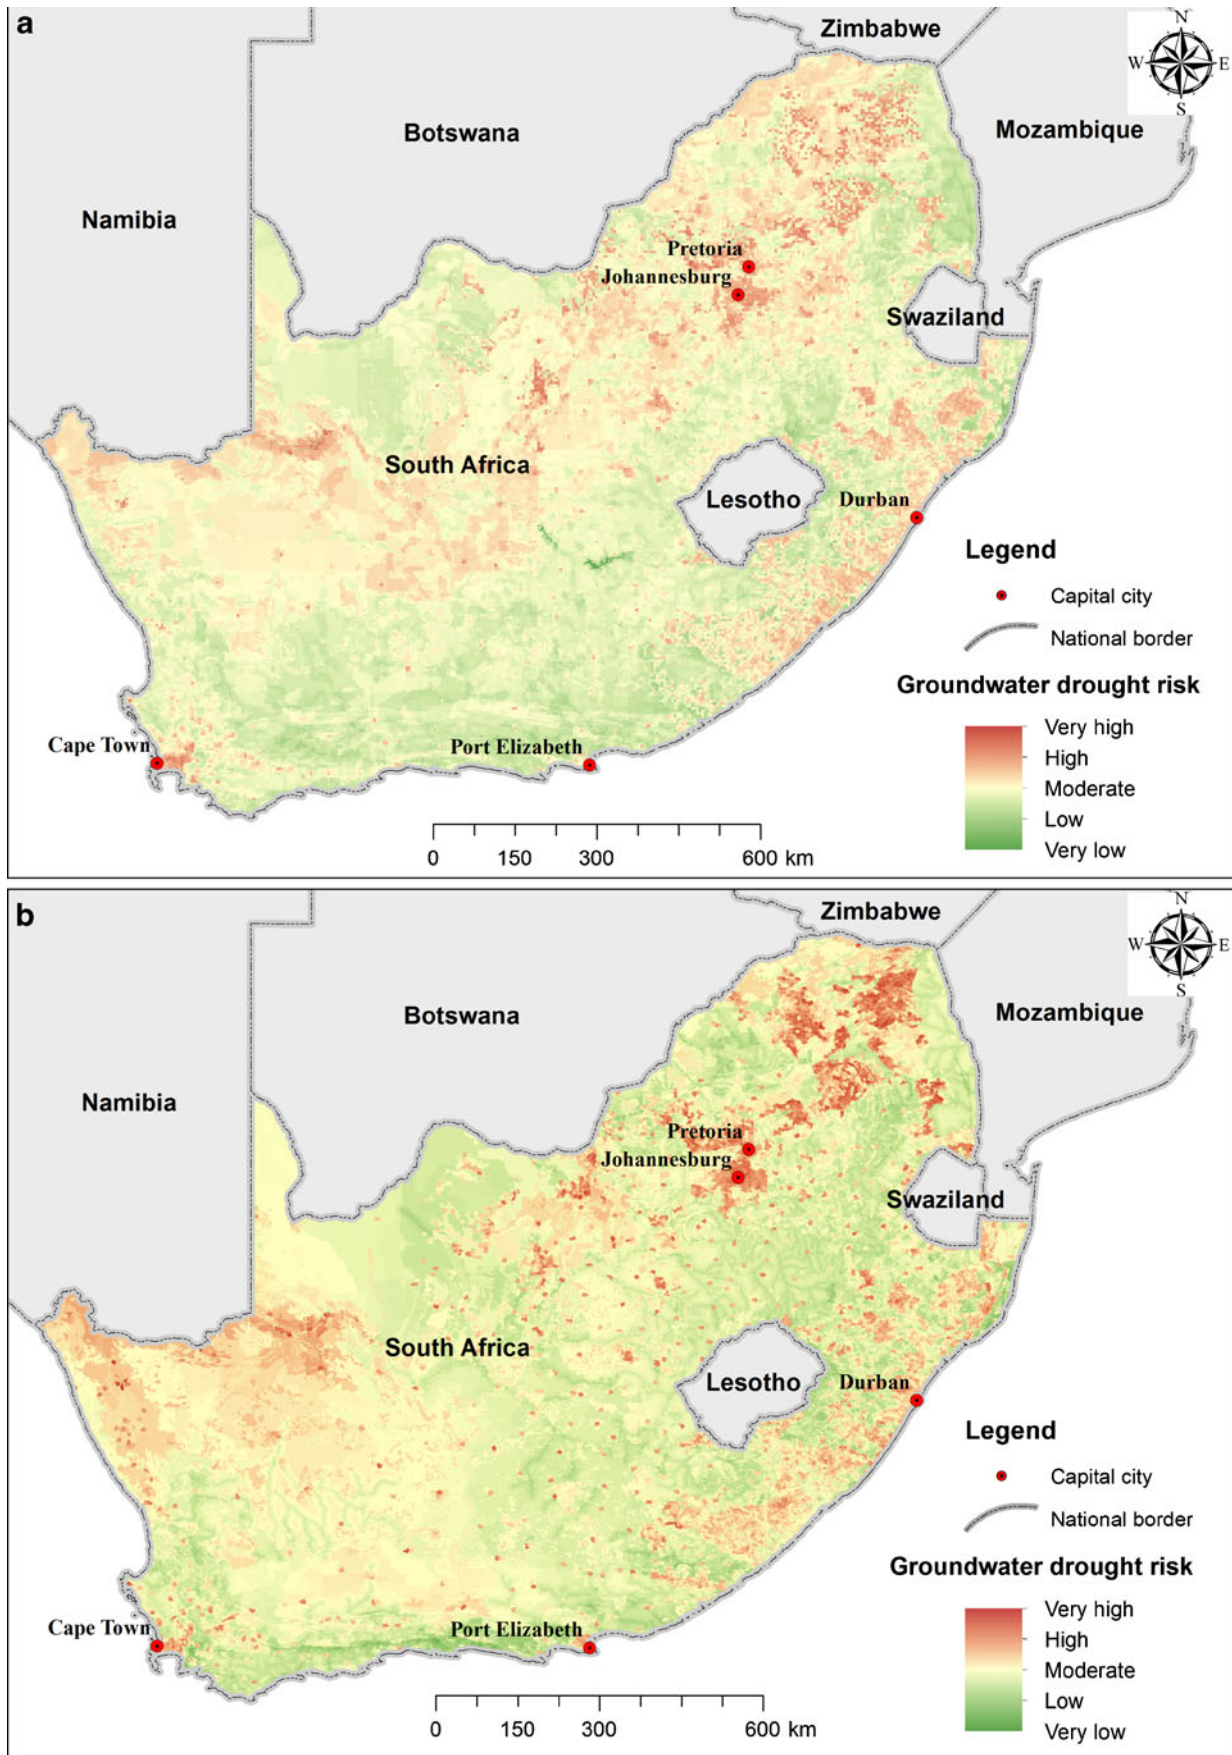 a
Zimbabwe
N
W
E
S
Botswana
Mozambique
Namibia
Pretoria
Johannesburg
Swaziland
South Africa
Lesotho
Durban
Legend
Capital city
National border
Groundwater drought risk
Very high
High
Moderate
Low
Very low
Cape Town
Port Elizabeth
0 150 300 600 km
b
Zimbabwe
N
W
E
S
Botswana
Mozambique
Namibia
Pretoria
Johannesburg
Swaziland
South Africa
Lesotho
Durban
Legend
Capital city
National border
Groundwater drought risk
Very high
High
Moderate
Low
Very low
Cape Town
Port Elizabeth
0 150 300 600 km